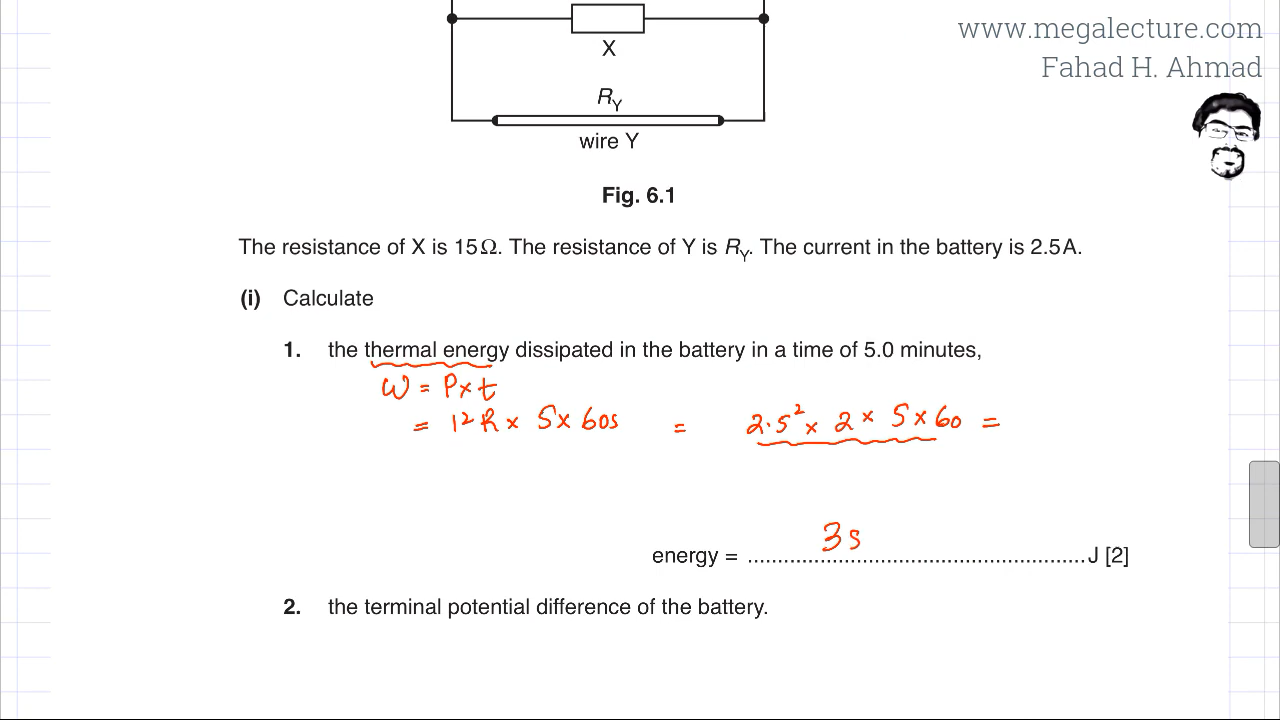 www.megalecture.com
Fahad H. Ahmad
X
RY
wire Y
Fig. 6.1
The resistance of X is 15Ω. The resistance of Y is RY. The current in the battery is 2.5A.
(i) Calculate
1. the thermal energy dissipated in the battery in a time of 5.0 minutes,
W = P×t
= I²R × 5×60s = 2.5² × 2 × 5×60 =
energy = 3s J [2]
2. the terminal potential difference of the battery.